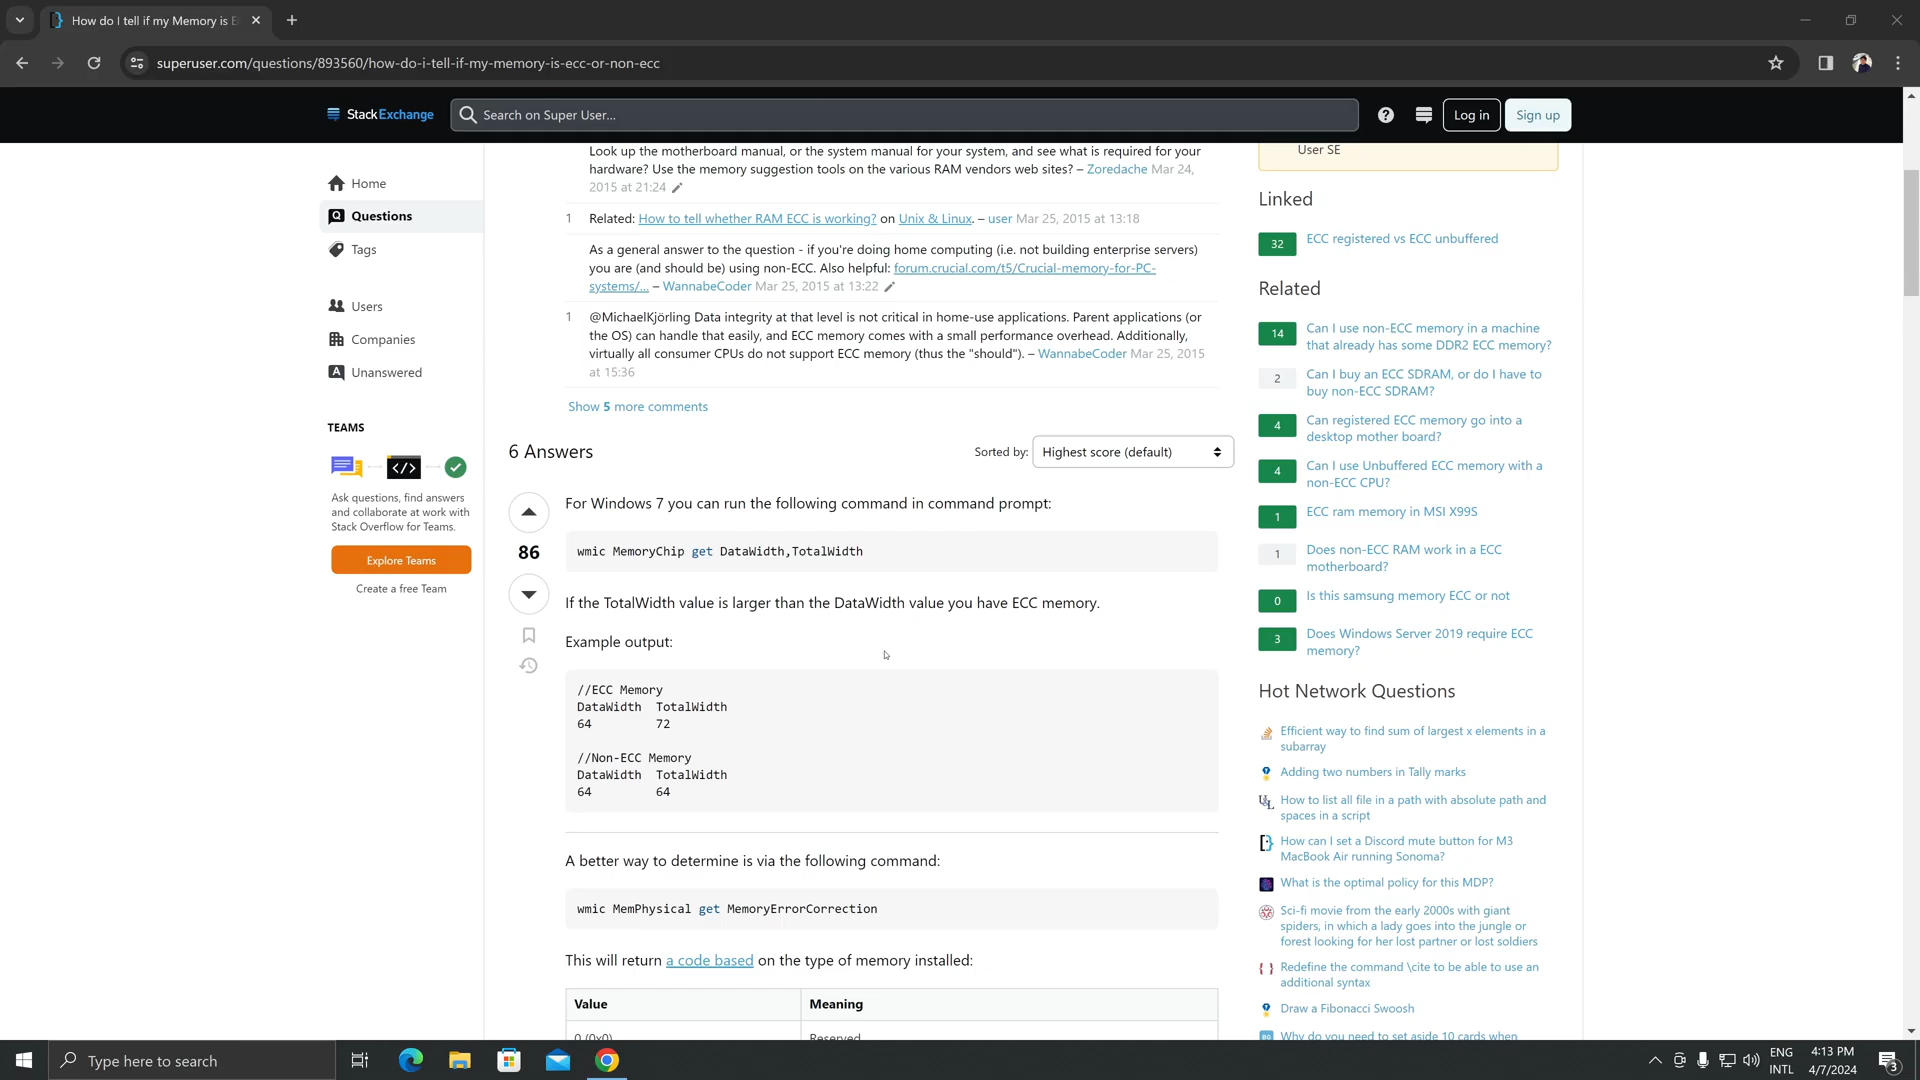 How do I tell if my Memory is E
superuser.com/questions/893560/how-do-i-tell-if-my-memory-is-ecc-or-non-ecc
StackExchange
Search on Super User...
Log in
Sign up
Home
Questions
Tags
Users
Companies
Unanswered
TEAMS
Ask questions, find answers
and collaborate at work with
Stack Overflow for Teams.
Explore Teams
Create a free Team
Look up the motherboard manual, or the system manual for your system, and see what is required for your
hardware? Use the memory suggestion tools on the various RAM vendors web sites? – Zoredache Mar 24,
2015 at 21:24
1 Related: How to tell whether RAM ECC is working? on Unix & Linux. – user Mar 25, 2015 at 13:18
As a general answer to the question - if you're doing home computing (i.e. not building enterprise servers)
you are (and should be) using non-ECC. Also helpful: forum.crucial.com/t5/Crucial-memory-for-PC-
systems/... – WannabeCoder Mar 25, 2015 at 13:22
1 @MichaelKjörling Data integrity at that level is not critical in home-use applications. Parent applications (or
the OS) can handle that easily, and ECC memory comes with a small performance overhead. Additionally,
virtually all consumer CPUs do not support ECC memory (thus the "should"). – WannabeCoder Mar 25, 2015
at 15:36
Show 5 more comments
6 Answers
Sorted by:
Highest score (default)
86
For Windows 7 you can run the following command in command prompt:
wmic MemoryChip get DataWidth,TotalWidth
If the TotalWidth value is larger than the DataWidth value you have ECC memory.
Example output:
//ECC Memory
DataWidth TotalWidth
64 72
//Non-ECC Memory
DataWidth TotalWidth
64 64
A better way to determine is via the following command:
wmic MemPhysical get MemoryErrorCorrection
This will return a code based on the type of memory installed:
Value Meaning
0 (0x0) Reserved
User SE
Linked
32 ECC registered vs ECC unbuffered
Related
14 Can I use non-ECC memory in a machine
that already has some DDR2 ECC memory?
2 Can I buy an ECC SDRAM, or do I have to
buy non-ECC SDRAM?
4 Can registered ECC memory go into a
desktop mother board?
4 Can I use Unbuffered ECC memory with a
non-ECC CPU?
1 ECC ram memory in MSI X99S
1 Does non-ECC RAM work in a ECC
motherboard?
0 Is this samsung memory ECC or not
3 Does Windows Server 2019 require ECC
memory?
Hot Network Questions
Efficient way to find sum of largest x elements in a
subarray
Adding two numbers in Tally marks
How to list all file in a path with absolute path and
spaces in a script
How can I set a Discord mute button for M3
MacBook Air running Sonoma?
What is the optimal policy for this MDP?
Sci-fi movie from the early 2000s with giant
spiders, in which a lady goes into the jungle or
forest looking for her lost partner or lost soldiers
Redefine the command \cite to be able to use an
additional syntax
Draw a Fibonacci Swoosh
Why do you need to set aside 10 cards when
Type here to search
ENG
INTL
4:13 PM
4/7/2024
3